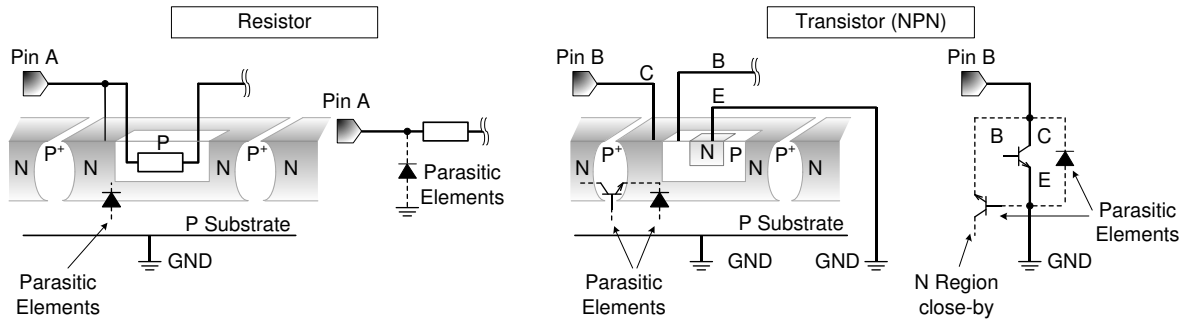 Resistor
Pin A
P
N
P⁺
N
N
P⁺
N
P Substrate
GND
Parasitic
Elements
Pin A
Parasitic
Elements
Transistor (NPN)
Pin B
C
B
E
N
P⁺
N
N
P
N
P⁺
N
P Substrate
GND
GND
Parasitic
Elements
Pin B
B
C
E
Parasitic
Elements
GND
N Region
close-by